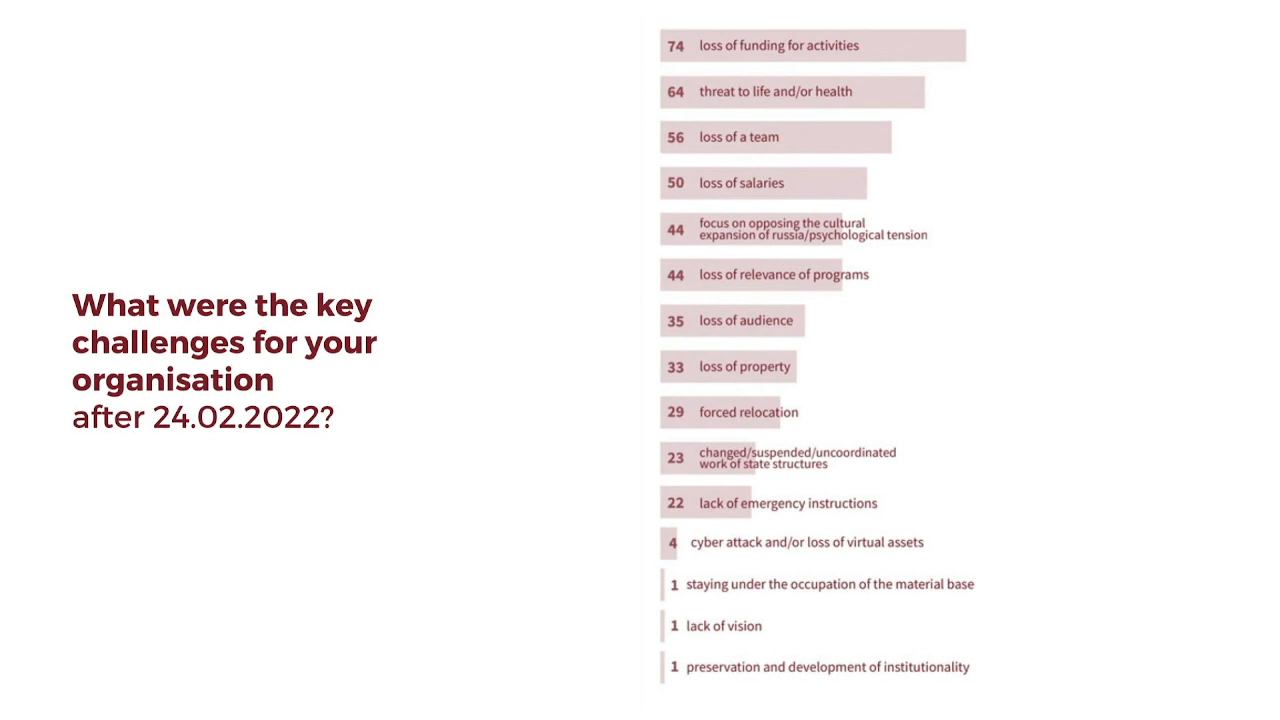 What were the key
challenges for your
organisation
after 24.02.2022?
74 loss of funding for activities
64 threat to life and/or health
56 loss of a team
50 loss of salaries
44 focus on opposing the cultural
expansion of russia/psychological tension
44 loss of relevance of programs
35 loss of audience
33 loss of property
29 forced relocation
23 changed/suspended/uncoordinated
work of state structures
22 lack of emergency instructions
4 cyber attack and/or loss of virtual assets
1 staying under the occupation of the material base
1 lack of vision
1 preservation and development of institutionality